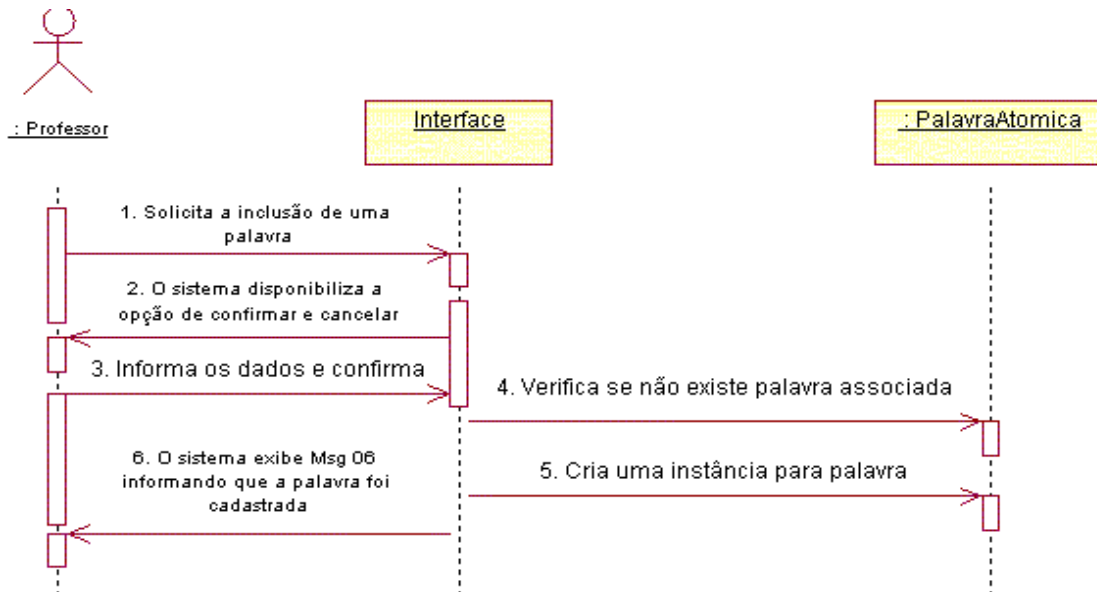 : Professor
Interface
: PalavraAtomica
1. Solicita a inclusão de uma
palavra
2. O sistema disponibiliza a
opção de confirmar e cancelar
3. Informa os dados e confirma
4. Verifica se não existe palavra associada
5. Cria uma instância para palavra
6. O sistema exibe Msg 06
informando que a palavra foi
cadastrada